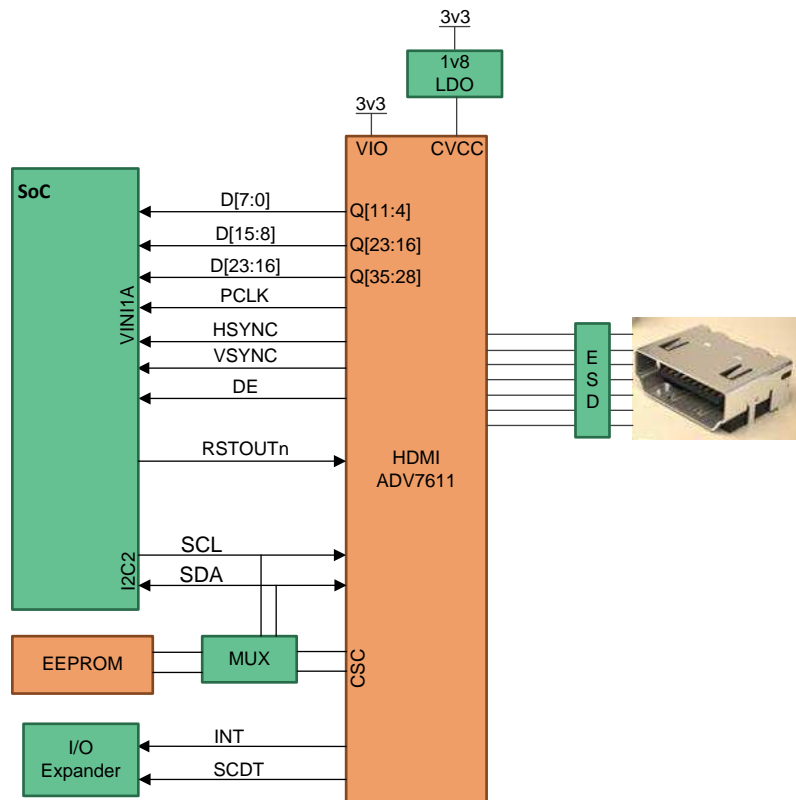 3v3
1v8
LDO
3v3
VIO
CVCC
SoC
D[7:0]
Q[11:4]
D[15:8]
Q[23:16]
D[23:16]
Q[35:28]
PCLK
VINI1A
HSYNC
VSYNC
DE
E
S
D
RSTOUTn
HDMI
ADV7611
SCL
I2C2
SDA
EEPROM
MUX
CSC
INT
I/O
Expander
SCDT